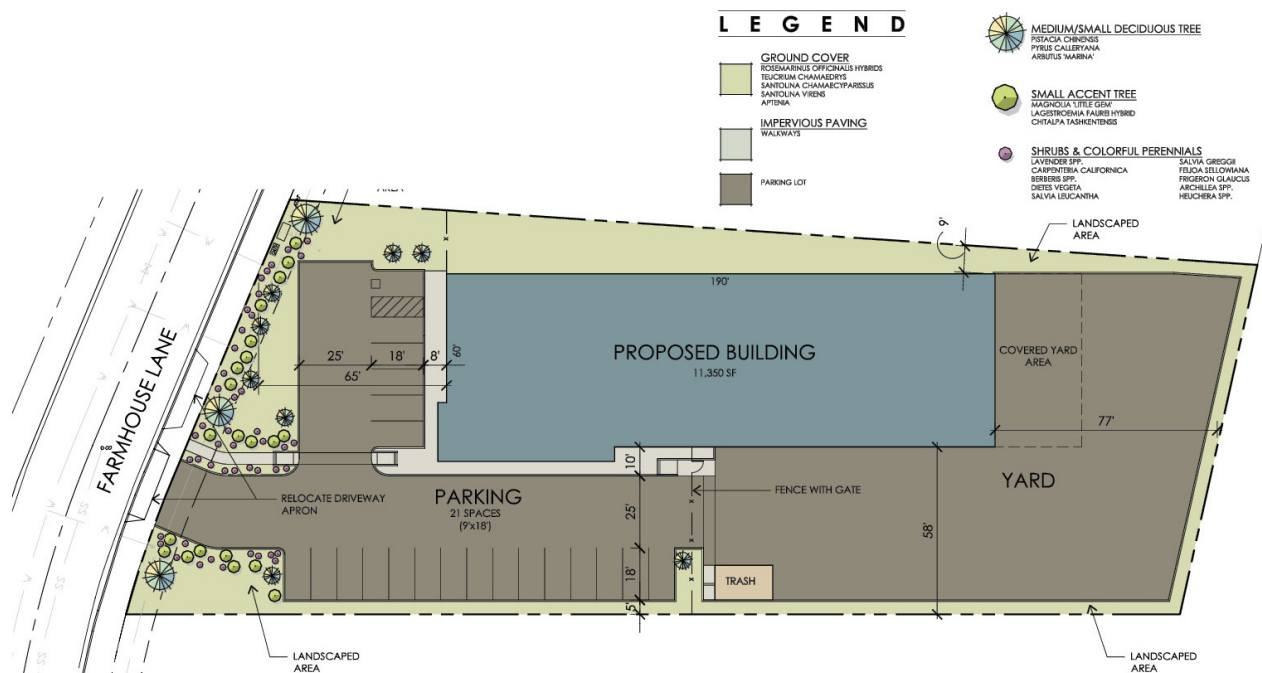 L E G E N D
GROUND COVER
ROSEMARINUS OFFICINALIS HYBRIDS
TEUCRIUM CHAMAEDRYS
SANTOLINA CHAMAECYPARISSUS
SANTOLINA VIRENS
APTENIA
IMPERVIOUS PAVING
WALKWAYS
PARKING LOT
MEDIUM/SMALL DECIDUOUS TREE
PISTACIA CHINENSIS
PYRUS CALLERYANA
ARBUTUS 'MARINA'
SMALL ACCENT TREE
MAGNOLIA 'LITTLE GEM'
LAGESTROEMIA FAUREI HYBRID
CHITALPA TASHKENTENSIS
SHRUBS & COLORFUL PERENNIALS
LAVENDER SPP.
CARPENTERIA CALIFORNICA
BERBERIS SPP.
DIETES VEGETA
SALVIA LEUCANTHA
SALVIA GREGGII
FEIJOA SELLOWIANA
FRIGERON GLAUCUS
ARCHILLEA SPP.
HEUCHERA SPP.
AREA
9'
LANDSCAPED
AREA
190'
PROPOSED BUILDING
11,350 SF
COVERED YARD
AREA
25'
18'
8'
60'
65'
77'
FARMHOUSE LANE
RELOCATE DRIVEWAY
APRON
PARKING
21 SPACES
(9'x18')
10'
25'
18'
5'
FENCE WITH GATE
58'
YARD
TRASH
LANDSCAPED
AREA
LANDSCAPED
AREA
W
SS
SS